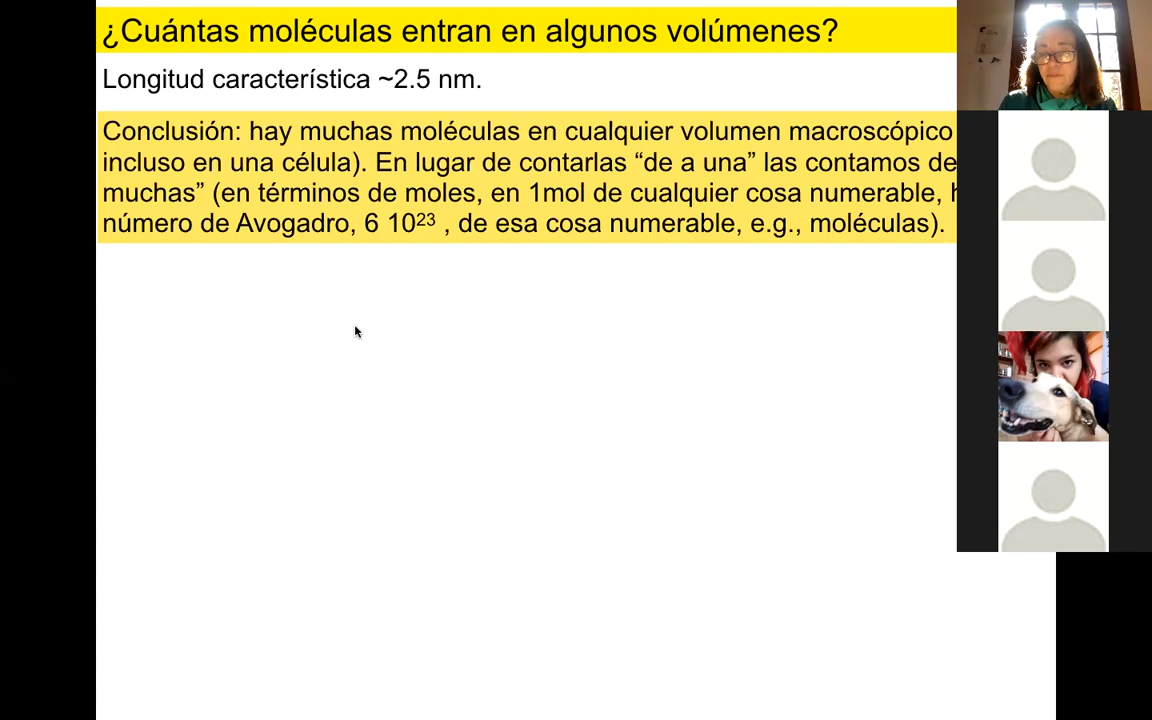 ¿Cuántas moléculas entran en algunos volúmenes?
Longitud característica ~2.5 nm.
Conclusión: hay muchas moléculas en cualquier volumen macroscópico
incluso en una célula). En lugar de contarlas “de a una” las contamos de
muchas” (en términos de moles, en 1mol de cualquier cosa numerable,
número de Avogadro, 6 10²³ , de esa cosa numerable, e.g., moléculas).